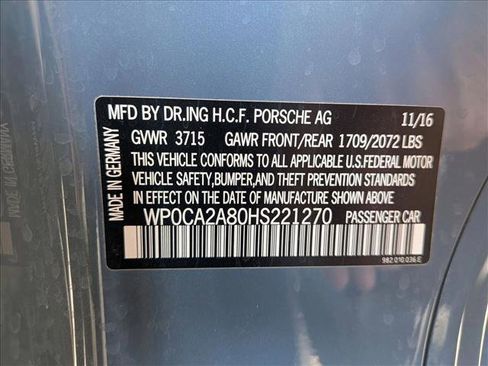 MFD BY DR.ING H.C.F. PORSCHE AG 11/16
GVWR 3715 GAWR FRONT/REAR 1709/2072 LBS
THIS VEHICLE CONFORMS TO ALL APPLICABLE U.S.FEDERAL MOTOR
VEHICLE SAFETY,BUMPER,AND THEFT PREVENTION STANDARDS
IN EFFECT ON THE DATE OF MANUFACTURE SHOWN ABOVE
WP0CA2A80HS221270 PASSENGER CAR
982.010.036.E
MADE IN GERMANY